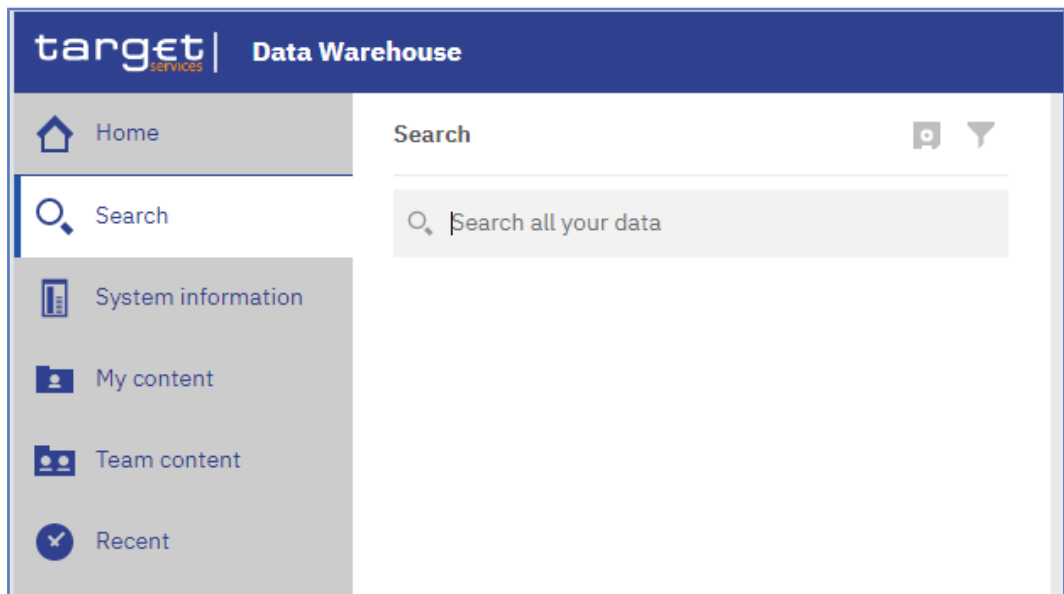 target services | Data Warehouse
Home
Search
System information
My content
Team content
Recent
Search
Search all your data